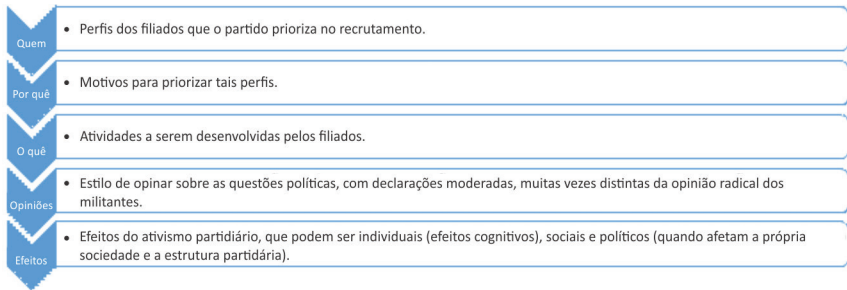 Quem
• Perfis dos filiados que o partido prioriza no recrutamento.
Por quê
• Motivos para priorizar tais perfis.
O quê
• Atividades a serem desenvolvidas pelos filiados.
Opiniões
• Estilo de opinar sobre as questões políticas, com declarações moderadas, muitas vezes distintas da opinião radical dos
militantes.
Efeitos
• Efeitos do ativismo partidiário, que podem ser individuais (efeitos cognitivos), sociais e políticos (quando afetam a própria
sociedade e a estrutura partidária).